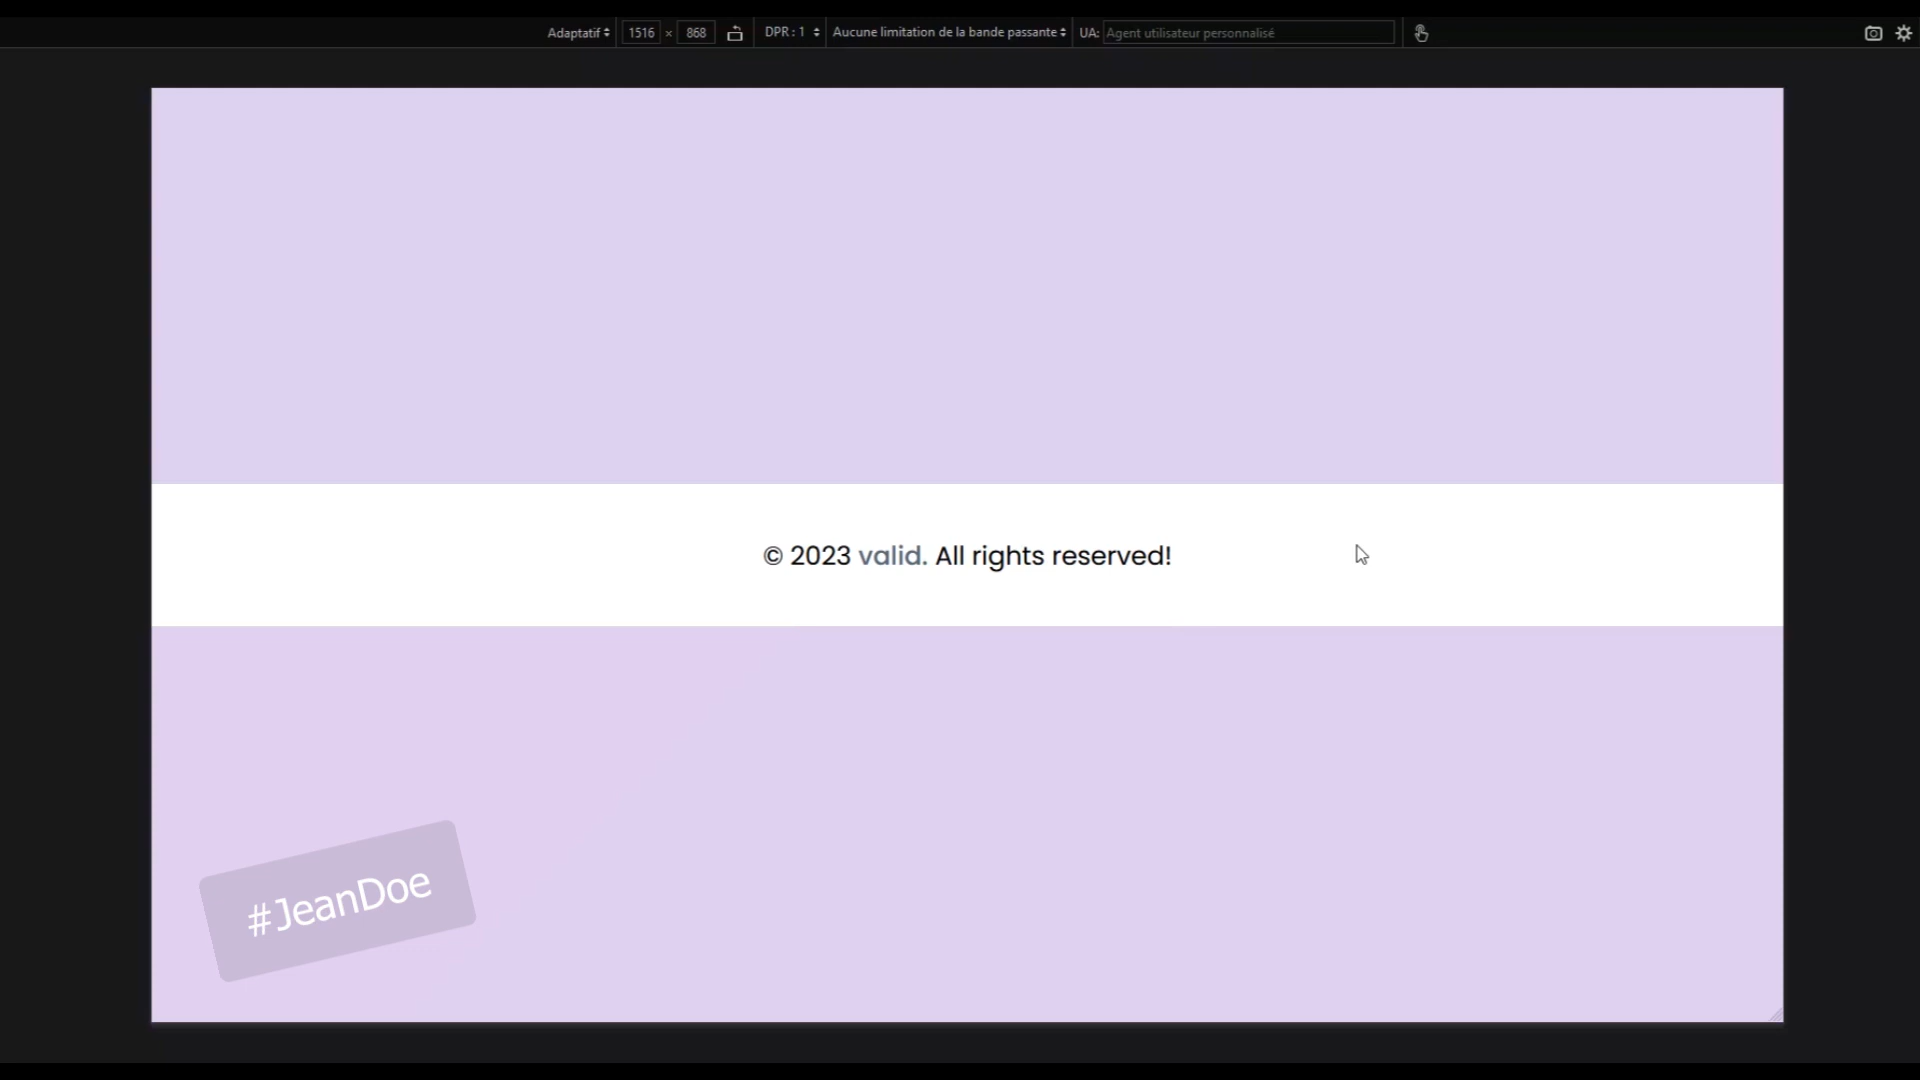 Adaptatif 1516 × 868 DPR : 1 Aucune limitation de la bande passante UA: Agent utilisateur personnalisé
© 2023 valid. All rights reserved!
#JeanDoe